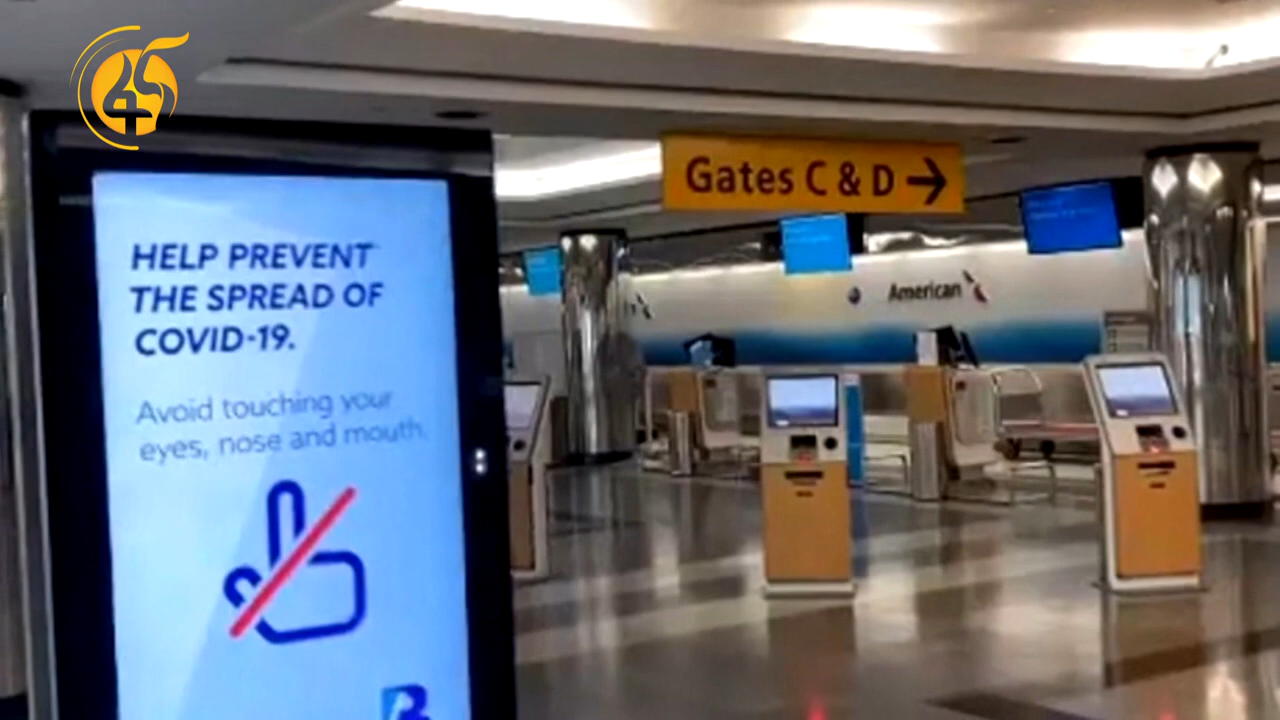 HELP PREVENT
THE SPREAD OF
COVID-19.
Avoid touching your
eyes, nose and mouth.
Gates C & D →
American